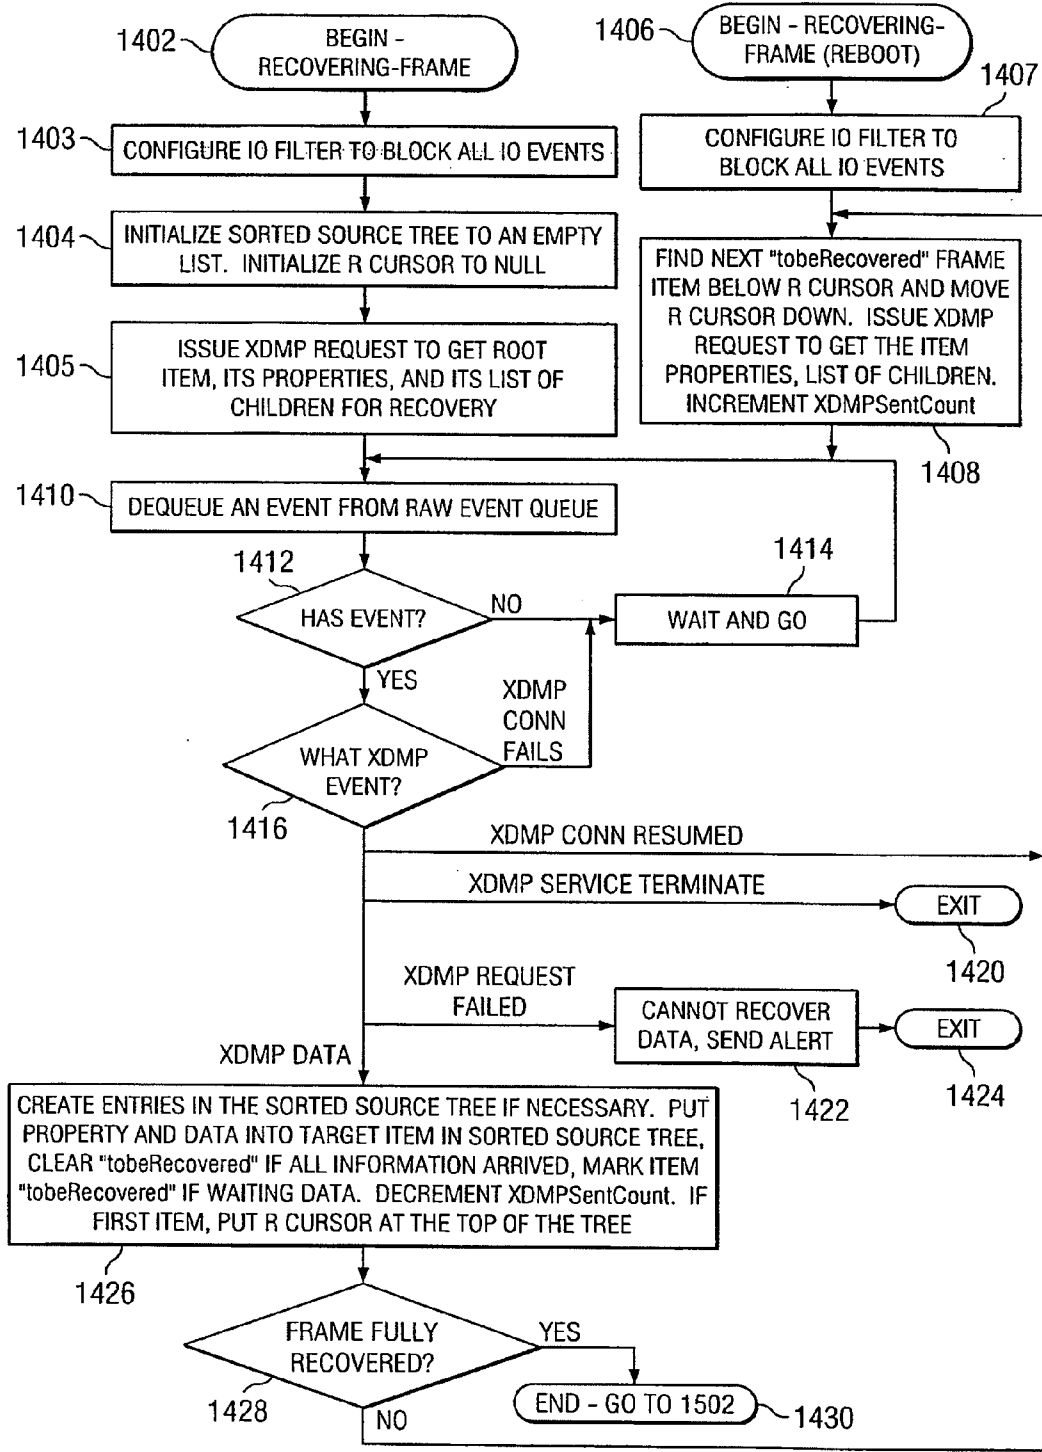 1402
BEGIN -
RECOVERING-FRAME
1406
BEGIN - RECOVERING-
FRAME (REBOOT)
1403
CONFIGURE IO FILTER TO BLOCK ALL IO EVENTS
1407
CONFIGURE IO FILTER TO
BLOCK ALL IO EVENTS
1404
INITIALIZE SORTED SOURCE TREE TO AN EMPTY
LIST. INITIALIZE R CURSOR TO NULL
1405
ISSUE XDMP REQUEST TO GET ROOT
ITEM, ITS PROPERTIES, AND ITS LIST OF
CHILDREN FOR RECOVERY
FIND NEXT "tobeRecovered" FRAME
ITEM BELOW R CURSOR AND MOVE
R CURSOR DOWN. ISSUE XDMP
REQUEST TO GET THE ITEM
PROPERTIES, LIST OF CHILDREN.
INCREMENT XDMPSentCount
1408
1410
DEQUEUE AN EVENT FROM RAW EVENT QUEUE
1412
HAS EVENT?
NO
1414
WAIT AND GO
YES
XDMP
CONN
FAILS
WHAT XDMP
EVENT?
1416
XDMP CONN RESUMED
XDMP SERVICE TERMINATE
EXIT
1420
XDMP REQUEST
FAILED
CANNOT RECOVER
DATA, SEND ALERT
1422
EXIT
1424
XDMP DATA
CREATE ENTRIES IN THE SORTED SOURCE TREE IF NECESSARY. PUT
PROPERTY AND DATA INTO TARGET ITEM IN SORTED SOURCE TREE,
CLEAR "tobeRecovered" IF ALL INFORMATION ARRIVED, MARK ITEM
"tobeRecovered" IF WAITING DATA. DECREMENT XDMPSentCount. IF
FIRST ITEM, PUT R CURSOR AT THE TOP OF THE TREE
1426
FRAME FULLY
RECOVERED?
1428
YES
END - GO TO 1502
1430
NO